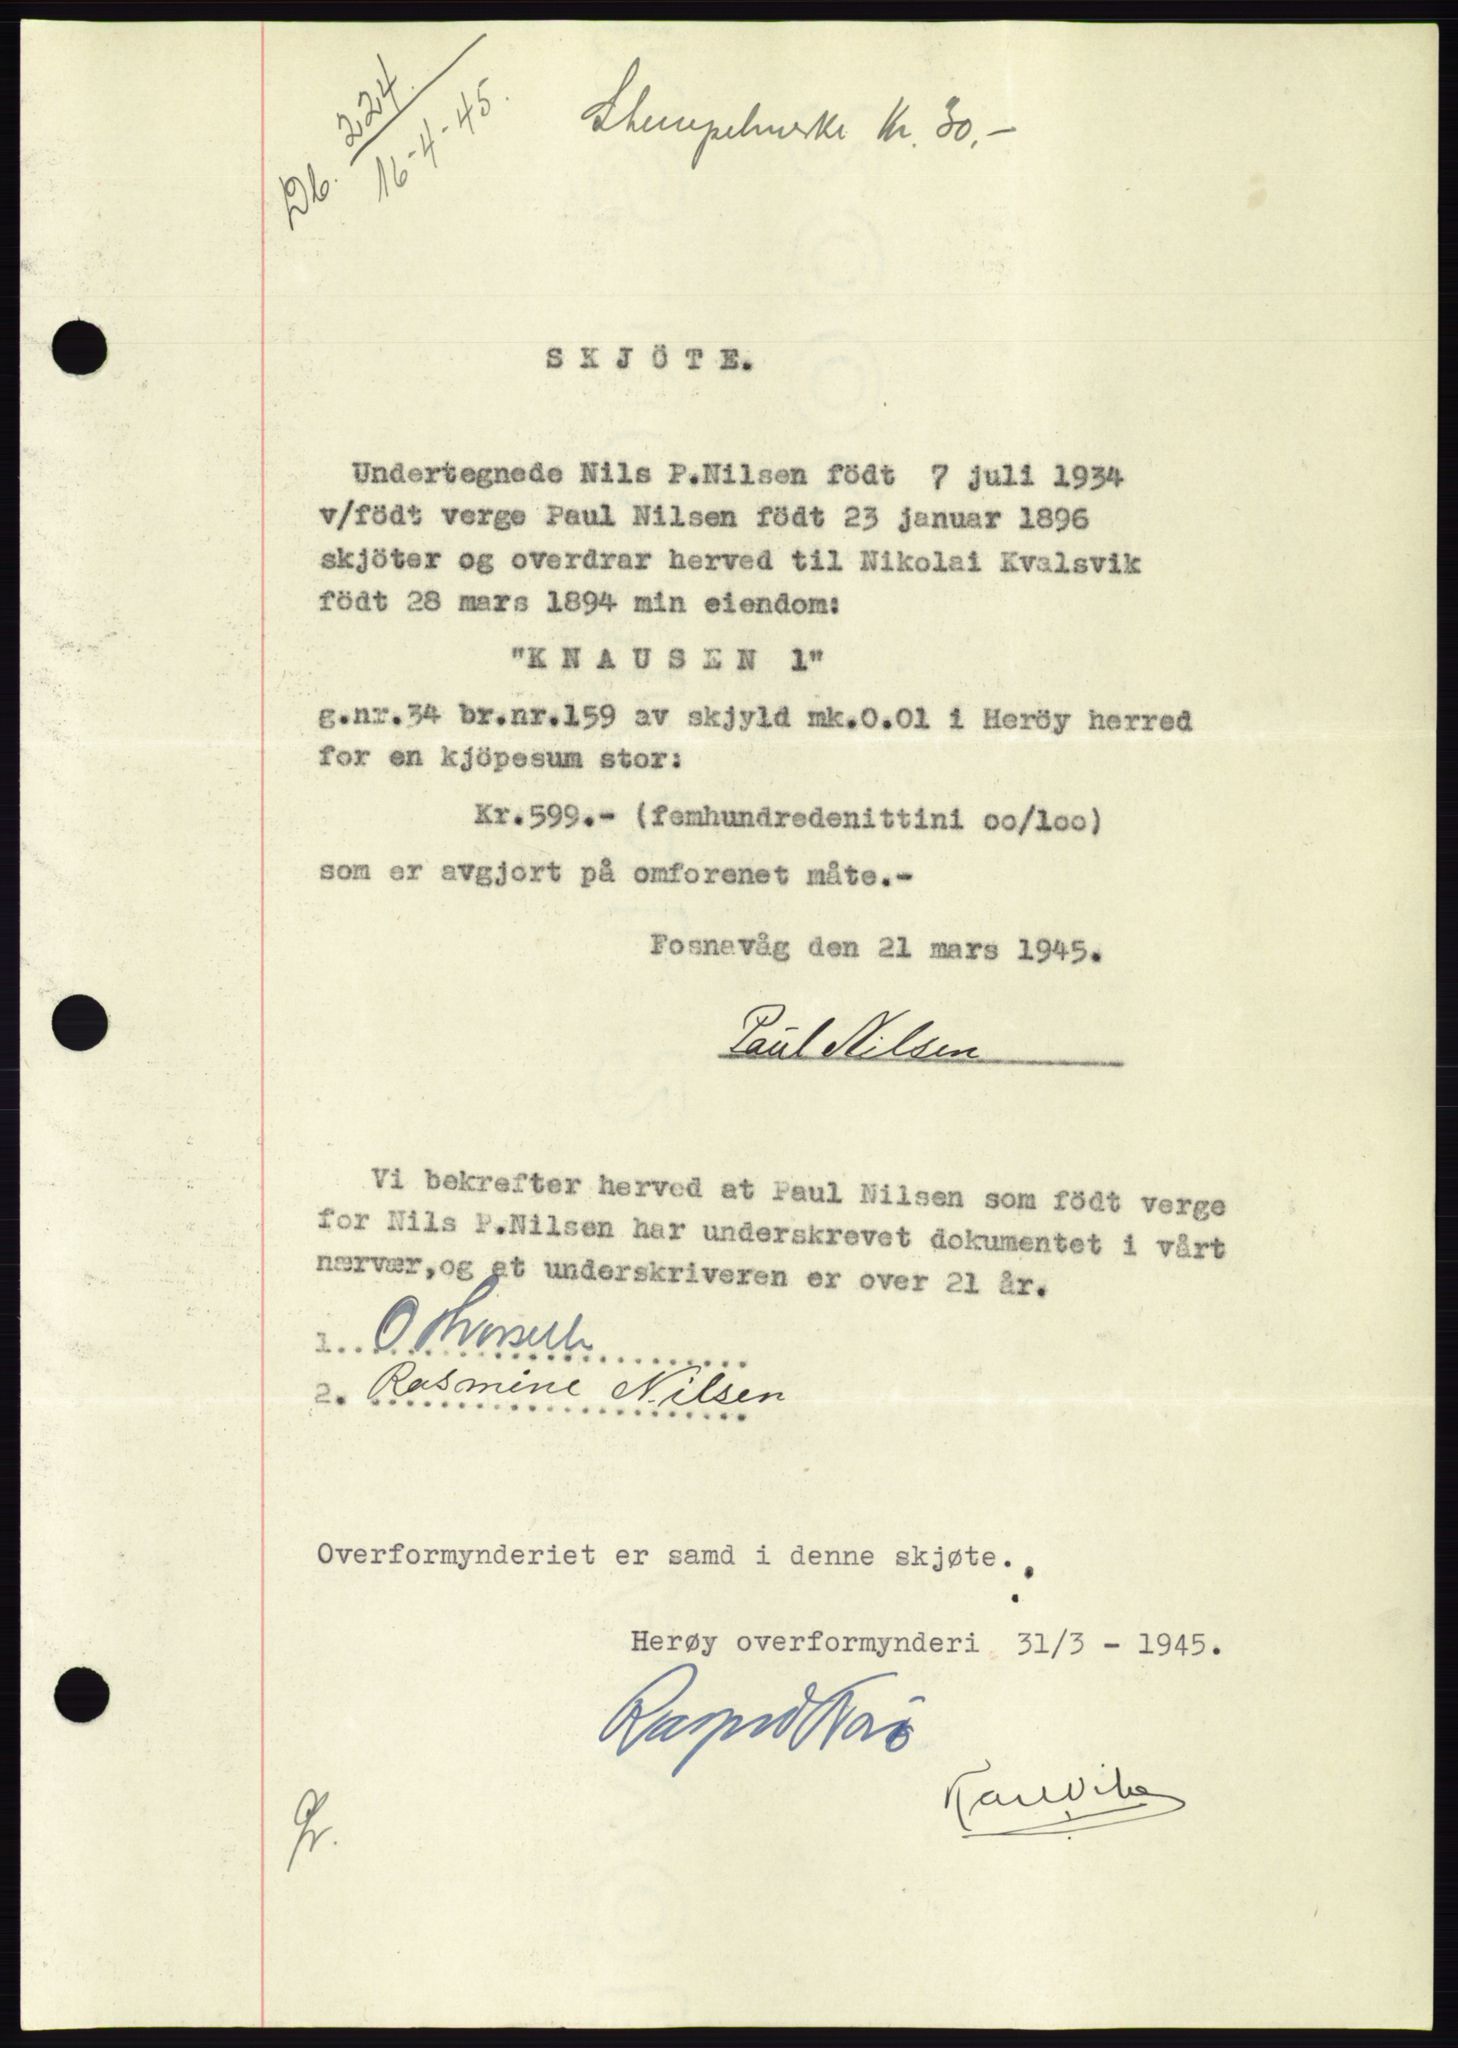 Db. 224.
16-4-45.
Stempelmerke Kr. 30,-
SKJÖTE.
Undertegnede Nils P.Nilsen födt 7 juli 1934
v/födt verge Paul Nilsen födt 23 januar 1896
skjöter og overdrar herved til Nikolai Kvalsvik
födt 28 mars 1894 min eiendom:
"KNAUSEN 1"
g.nr.34 br.nr.159 av skjyld mk.0.01 i Heröy herred
for en kjöpesum stor:
Kr.599.- (femhundredenittini oo/loo)
som er avgjort på omforenet måte.-
Fosnavåg den 21 mars 1945.
Paul Nilsen
Vi bekrefter herved at Paul Nilsen som födt verge
for Nils P.Nilsen har underskrevet dokumentet i vårt
nærvær,og at underskriveren er over 21 år.
1. O
2. Rasmine Nilsen
Overformynderiet er samd i denne skjøte.
Herøy overformynderi 31/3 - 1945.